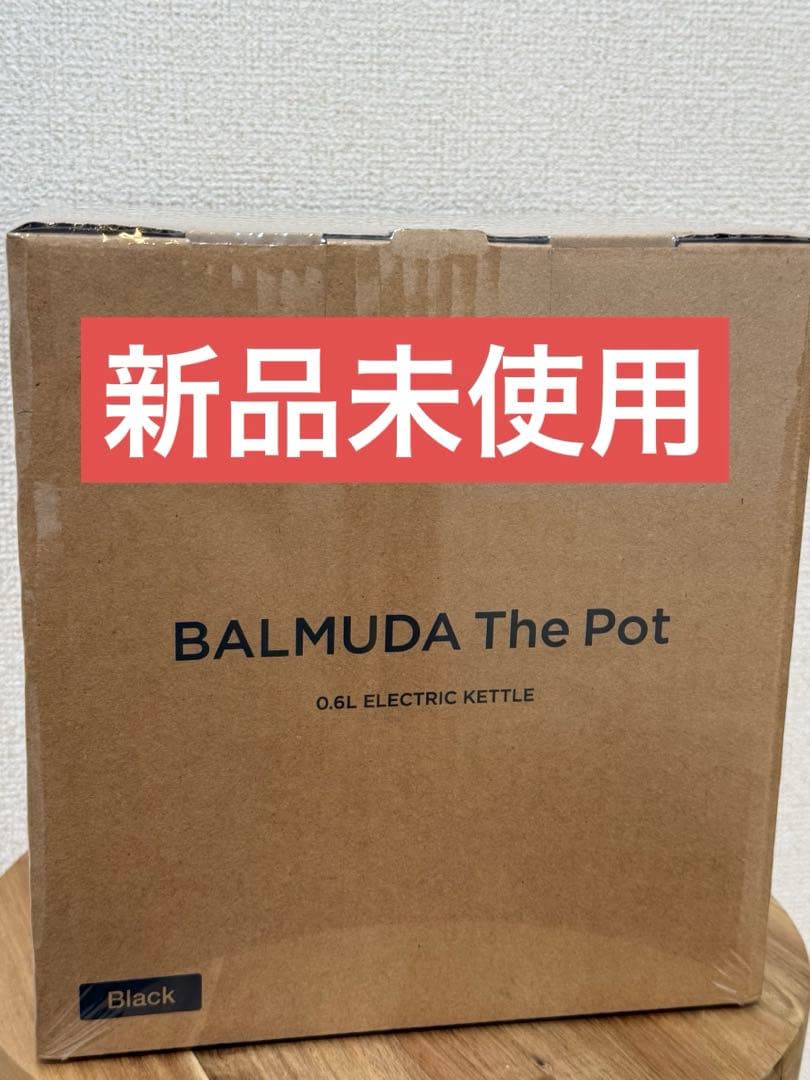 新品未使用
BALMUDA The Pot
0.6L ELECTRIC KETTLE
Black